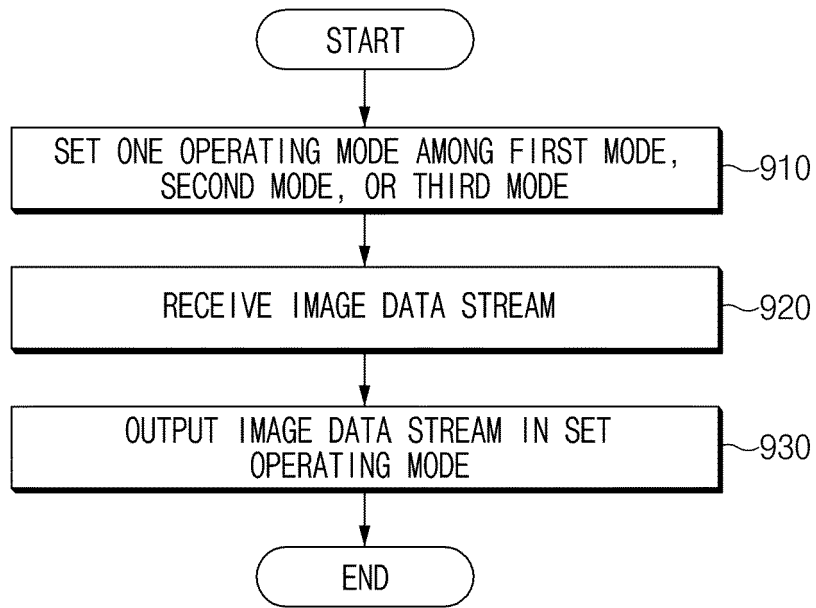 START
SET ONE OPERATING MODE AMONG FIRST MODE,
SECOND MODE, OR THIRD MODE
910
RECEIVE IMAGE DATA STREAM
920
OUTPUT IMAGE DATA STREAM IN SET
OPERATING MODE
930
END